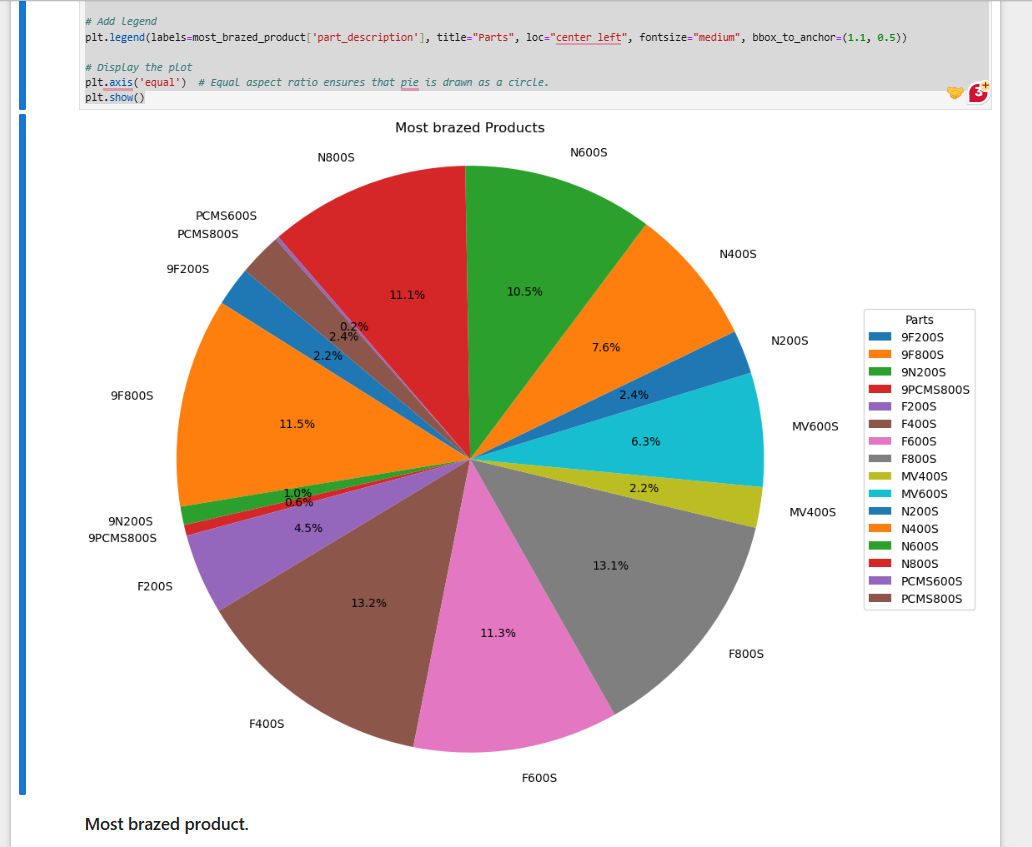 # Add Legend
plt.legend(labels=most_brazed_product['part_description'], title="Parts", loc="center left", fontsize="medium", bbox_to_anchor=(1.1, 0.5))
# Display the plot
plt.axis('equal')  # Equal aspect ratio ensures that pie is drawn as a circle.
plt.show()
3+
Most brazed Products
N800S
N600S
PCMS600S
PCMS800S
9F200S
N400S
N200S
9F800S
MV600S
MV400S
9N200S
9PCMS800S
F200S
F800S
F400S
F600S
11.1%
10.5%
0.2%
2.4%
7.6%
2.2%
2.4%
11.5%
6.3%
2.2%
1.0%
0.6%
4.5%
13.1%
13.2%
11.3%
Parts
9F200S
9F800S
9N200S
9PCMS800S
F200S
F400S
F600S
F800S
MV400S
MV600S
N200S
N400S
N600S
N800S
PCMS600S
PCMS800S
Most brazed product.